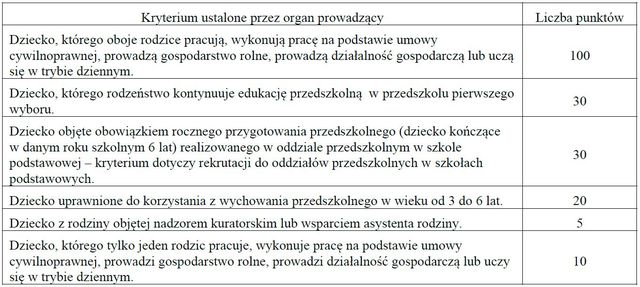 Kryterium ustalone przez organ prowadzący
Liczba punktów
Dziecko, którego oboje rodzice pracują, wykonują pracę na podstawie umowy
cywilnoprawnej, prowadzą gospodarstwo rolne, prowadzą działalność gospodarczą lub uczą
się w trybie dziennym.
100
Dziecko, którego rodzeństwo kontynuuje edukację przedszkolną w przedszkolu pierwszego
wyboru.
30
Dziecko objęte obowiązkiem rocznego przygotowania przedszkolnego (dziecko kończące
w danym roku szkolnym 6 lat) realizowanego w oddziale przedszkolnym w szkole
podstawowej – kryterium dotyczy rekrutacji do oddziałów przedszkolnych w szkołach
podstawowych.
30
Dziecko uprawnione do korzystania z wychowania przedszkolnego w wieku od 3 do 6 lat.
20
Dziecko z rodziny objętej nadzorem kuratorskim lub wsparciem asystenta rodziny.
5
Dziecko, którego tylko jeden rodzic pracuje, wykonuje pracę na podstawie umowy
cywilnoprawnej, prowadzi gospodarstwo rolne, prowadzi działalność gospodarczą lub uczy
się w trybie dziennym.
10